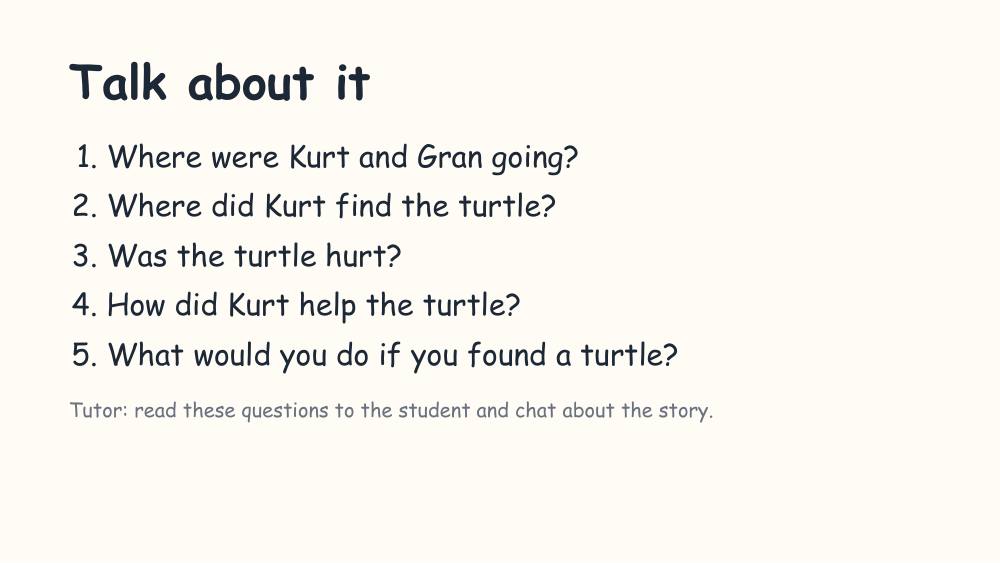 Talk about it
1. Where were Kurt and Gran going?
2. Where did Kurt find the turtle?
3. Was the turtle hurt?
4. How did Kurt help the turtle?
5. What would you do if you found a turtle?
Tutor: read these questions to the student and chat about the story.